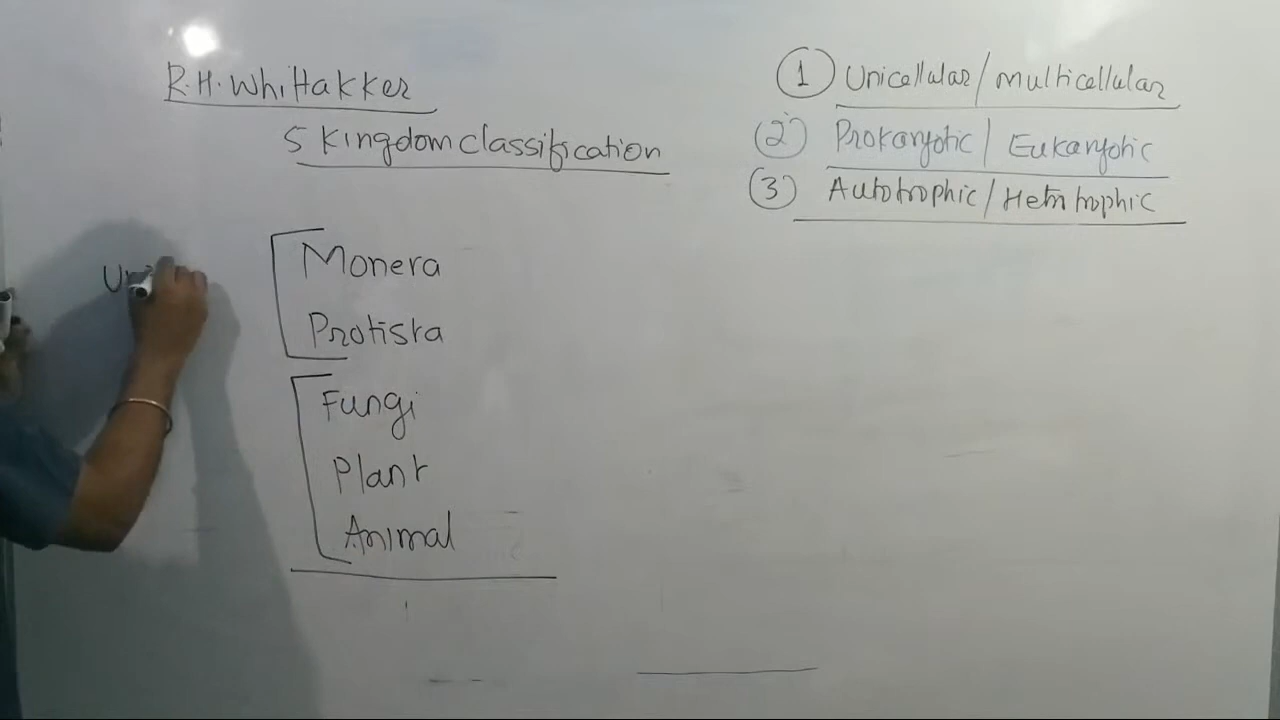 R.H. Whittakker
5 Kingdom classification
① Unicellular / Multicellular
② Prokaryotic / Eukaryotic
③ Autotrophic / Hetrotrophic
Monera
Protista
Fungi
Plant
Animal